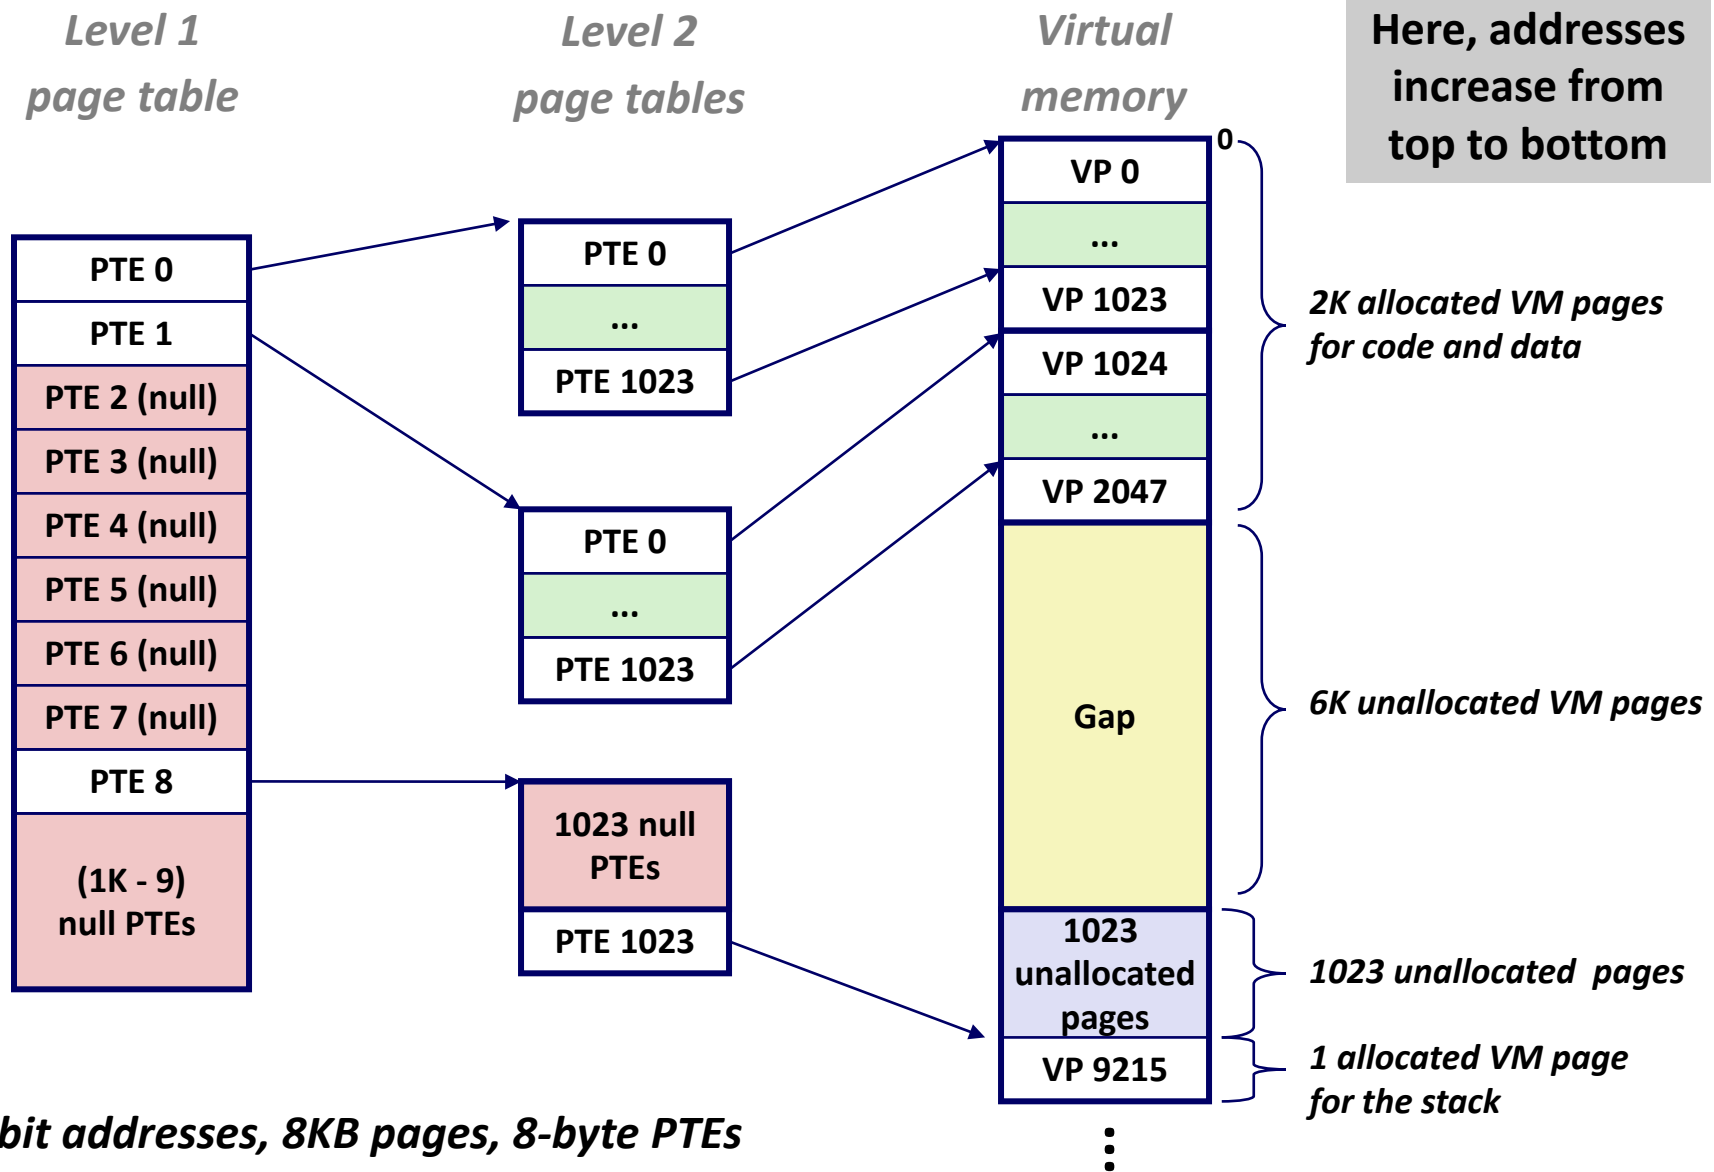 Level 1
page table
Level 2
page tables
Virtual
memory
Here, addresses
increase from
top to bottom
PTE 0
PTE 1
PTE 2 (null)
PTE 3 (null)
PTE 4 (null)
PTE 5 (null)
PTE 6 (null)
PTE 7 (null)
PTE 8
(1K - 9)
null PTEs
PTE 0
...
PTE 1023
PTE 0
...
PTE 1023
1023 null
PTEs
PTE 1023
0
VP 0
...
VP 1023
VP 1024
...
VP 2047
Gap
1023
unallocated
pages
VP 9215
2K allocated VM pages
for code and data
6K unallocated VM pages
1023 unallocated pages
1 allocated VM page
for the stack
bit addresses, 8KB pages, 8-byte PTEs
...